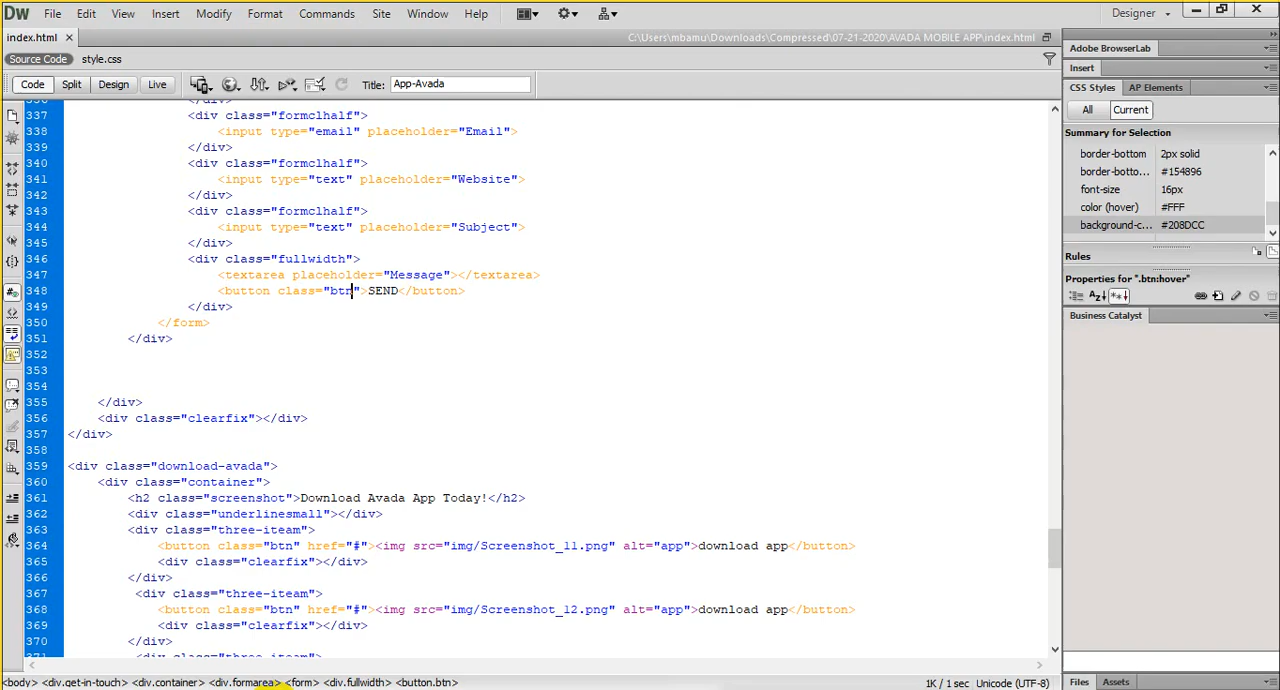 DW File Edit View Insert Modify Format Commands Site Window Help Designer
index.html × C:\Users\mbamu\Downloads\Compressed\07-21-2020\AVADA MOBILE APP\index.html
Source Code style.css
Code Split Design Live Title: App-Avada
337 <div class="formclhalf">
338 <input type="email" placeholder="Email">
339 </div>
340 <div class="formclhalf">
341 <input type="text" placeholder="Website">
342 </div>
343 <div class="formclhalf">
344 <input type="text" placeholder="Subject">
345 </div>
346 <div class="fullwidth">
347 <textarea placeholder="Message"></textarea>
348 <button class="btn">SEND</button>
349 </div>
350 </form>
351 </div>
352
353
354
355 </div>
356 <div class="clearfix"></div>
357 </div>
358
359 <div class="download-avada">
360 <div class="container">
361 <h2 class="screenshot">Download Avada App Today!</h2>
362 <div class="underlinesmall"></div>
363 <div class="three-iteam">
364 <button class="btn" href="#"><img src="img/Screenshot_11.png" alt="app">download app</button>
365 <div class="clearfix"></div>
366 </div>
367 <div class="three-iteam">
368 <button class="btn" href="#"><img src="img/Screenshot_12.png" alt="app">download app</button>
369 <div class="clearfix"></div>
370 </div>
<body> <div.get-in-touch> <div.container> <div.formarea> <form> <div.fullwidth> <button.btn> 1K / 1 sec Unicode (UTF-8)
Adobe BrowserLab
Insert
CSS Styles AP Elements
All Current
Summary for Selection
border-bottom 2px solid
border-botto... #154896
font-size 16px
color (hover) #FFF
background-c... #208DCC
Rules
Properties for ".btn:hover"
Business Catalyst
Files Assets